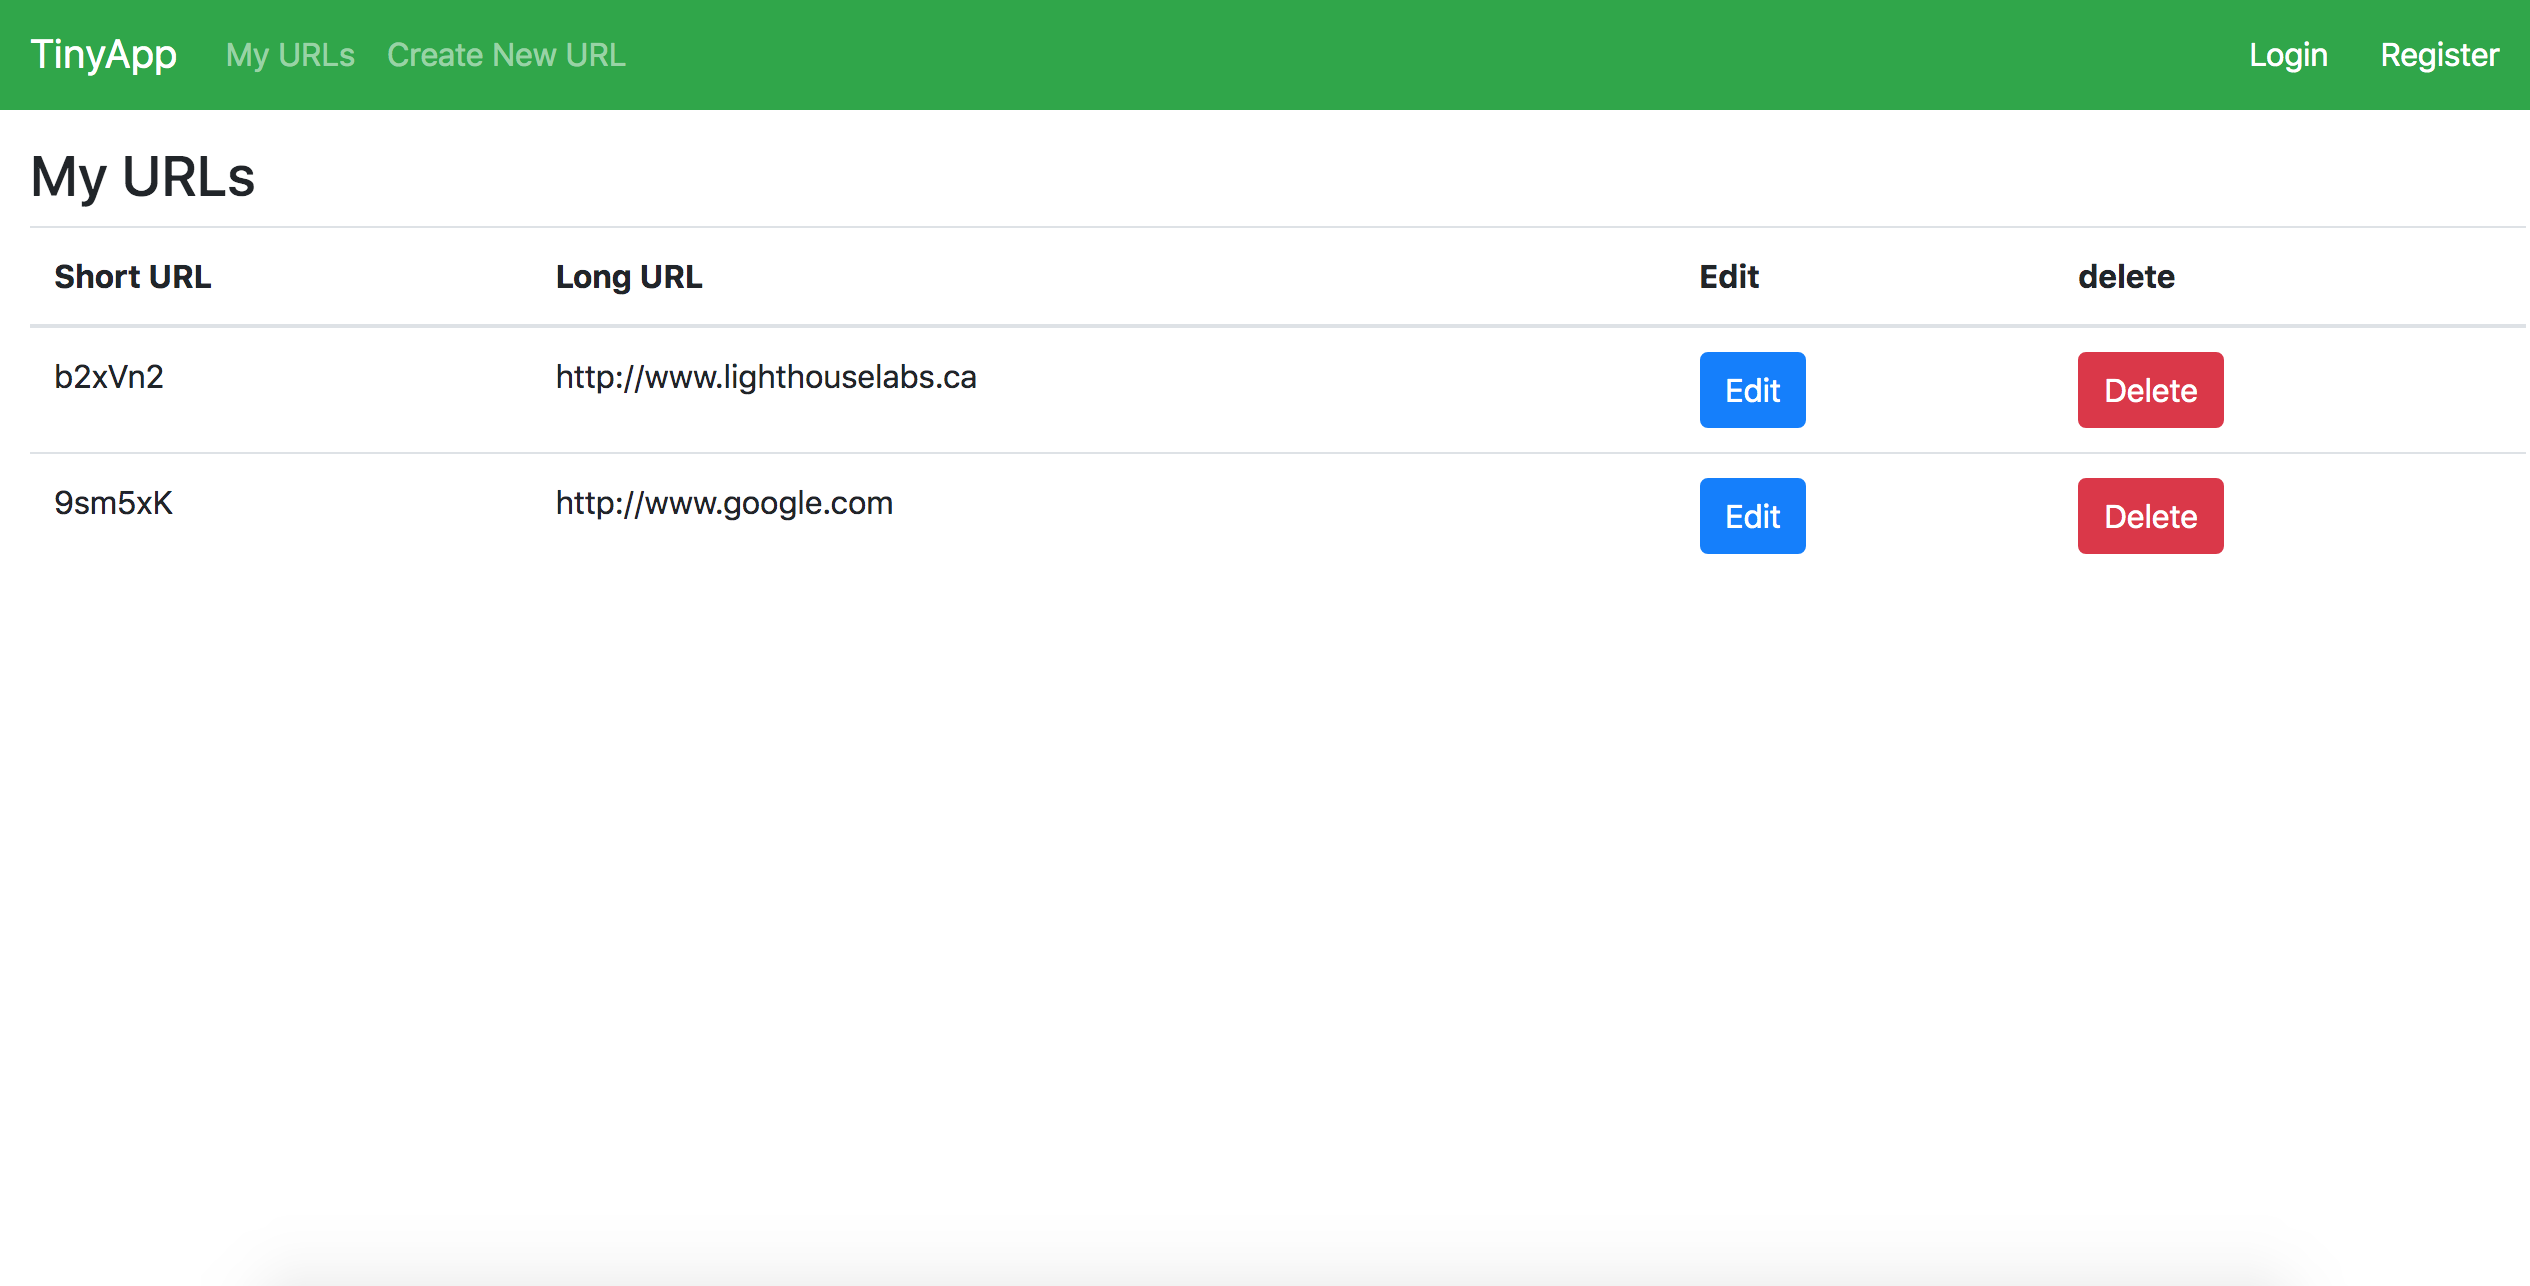 TinyApp My URLs Create New URL Login Register
My URLs
Short URL Long URL Edit delete
b2xVn2 http://www.lighthouselabs.ca Edit Delete
9sm5xK http://www.google.com Edit Delete